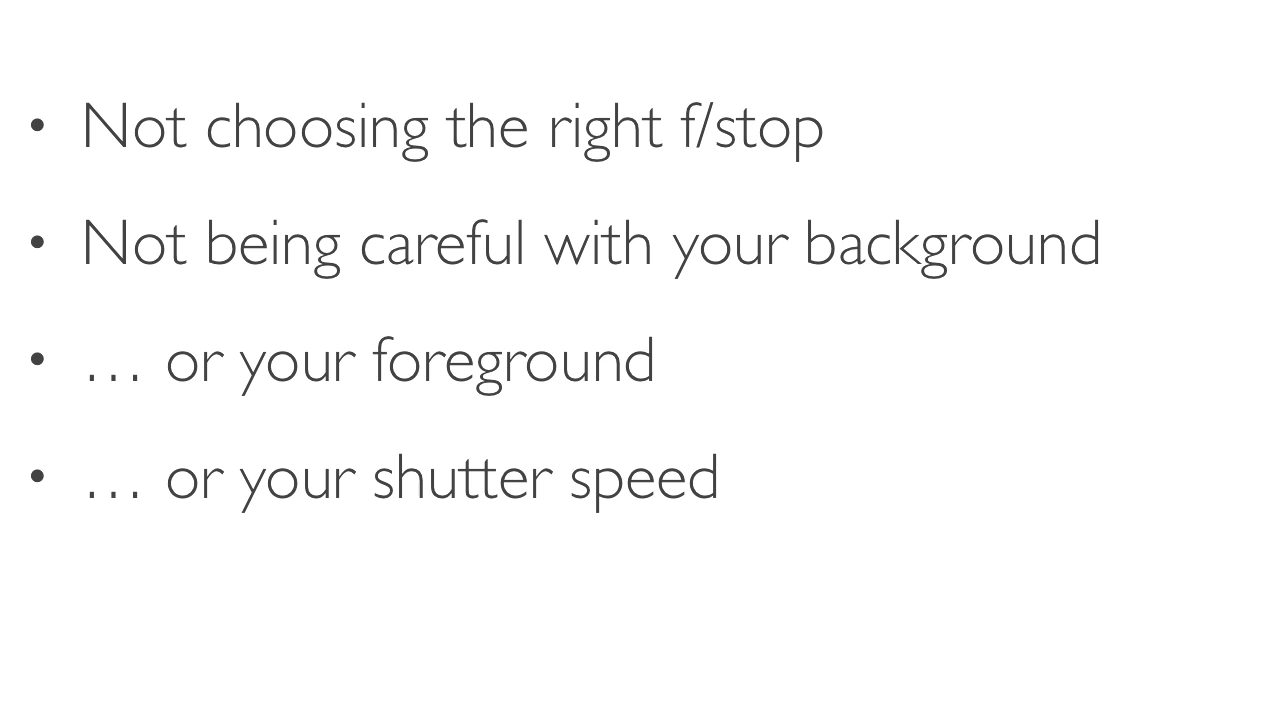 • Not choosing the right f/stop
• Not being careful with your background
• … or your foreground
• … or your shutter speed